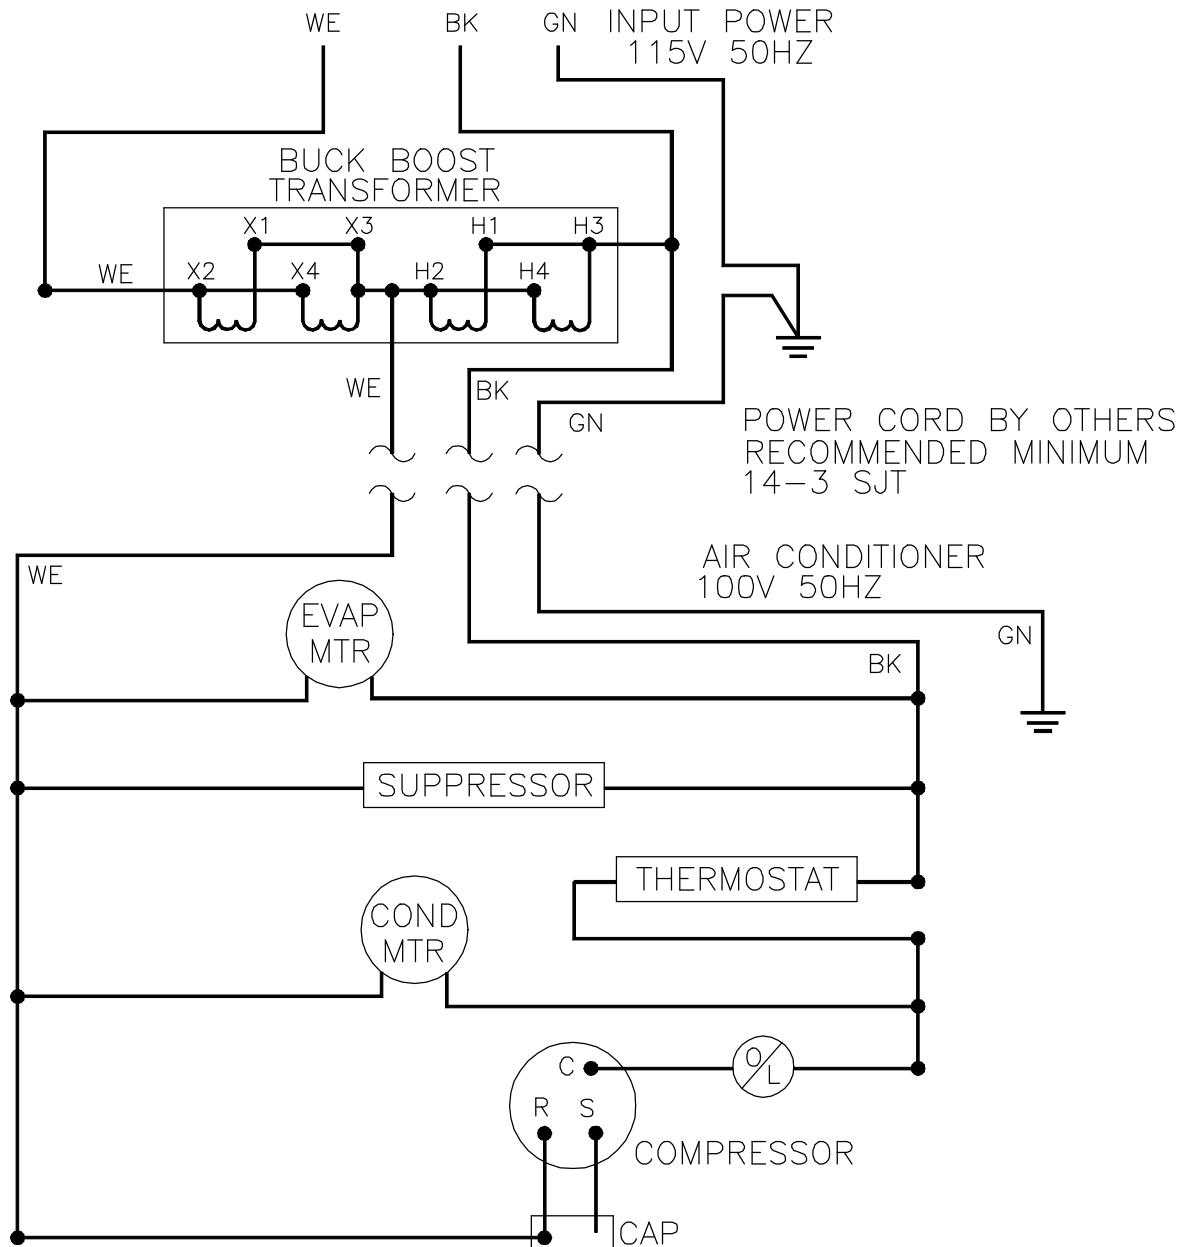 WE BK GN INPUT POWER
115V 50HZ
BUCK BOOST
TRANSFORMER
X1 X3 H1 H3
WE X2 X4 H2 H4
WE BK
GN
POWER CORD BY OTHERS
RECOMMENDED MINIMUM
14-3 SJT
AIR CONDITIONER
100V 50HZ
WE
EVAP
MTR
GN
BK
SUPPRESSOR
THERMOSTAT
COND
MTR
O/L
C
R S
COMPRESSOR
CAP